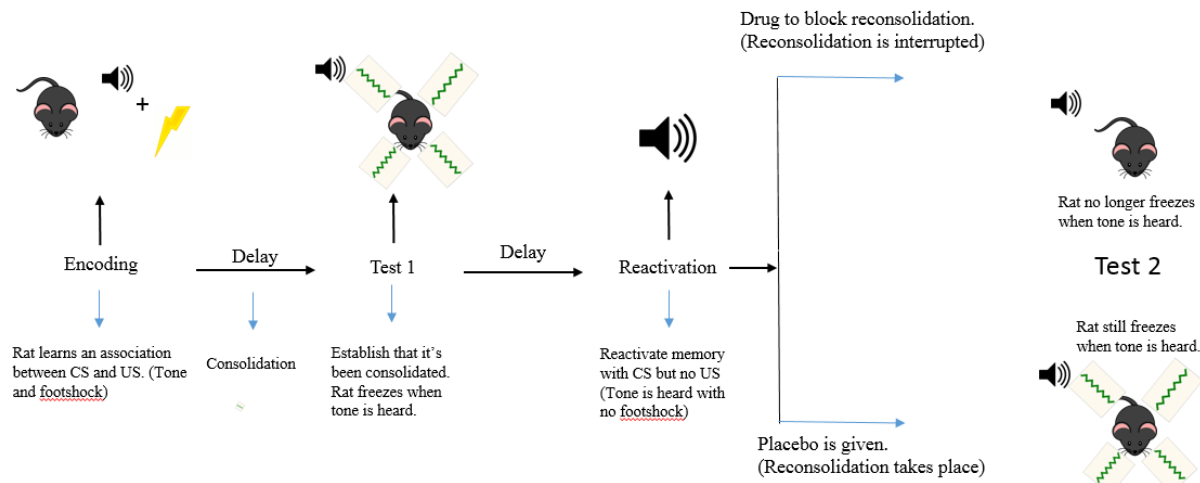 Drug to block reconsolidation.
(Reconsolidation is interrupted)
+
Rat no longer freezes
when tone is heard.
Encoding
Delay
Test 1
Delay
Reactivation
Test 2
Rat learns an association
between CS and US. (Tone
and footshock)
Consolidation
Establish that it's
been consolidated.
Rat freezes when
tone is heard.
Reactivate memory
with CS but no US
(Tone is heard with
no footshock)
Rat still freezes
when tone is heard.
Placebo is given.
(Reconsolidation takes place)